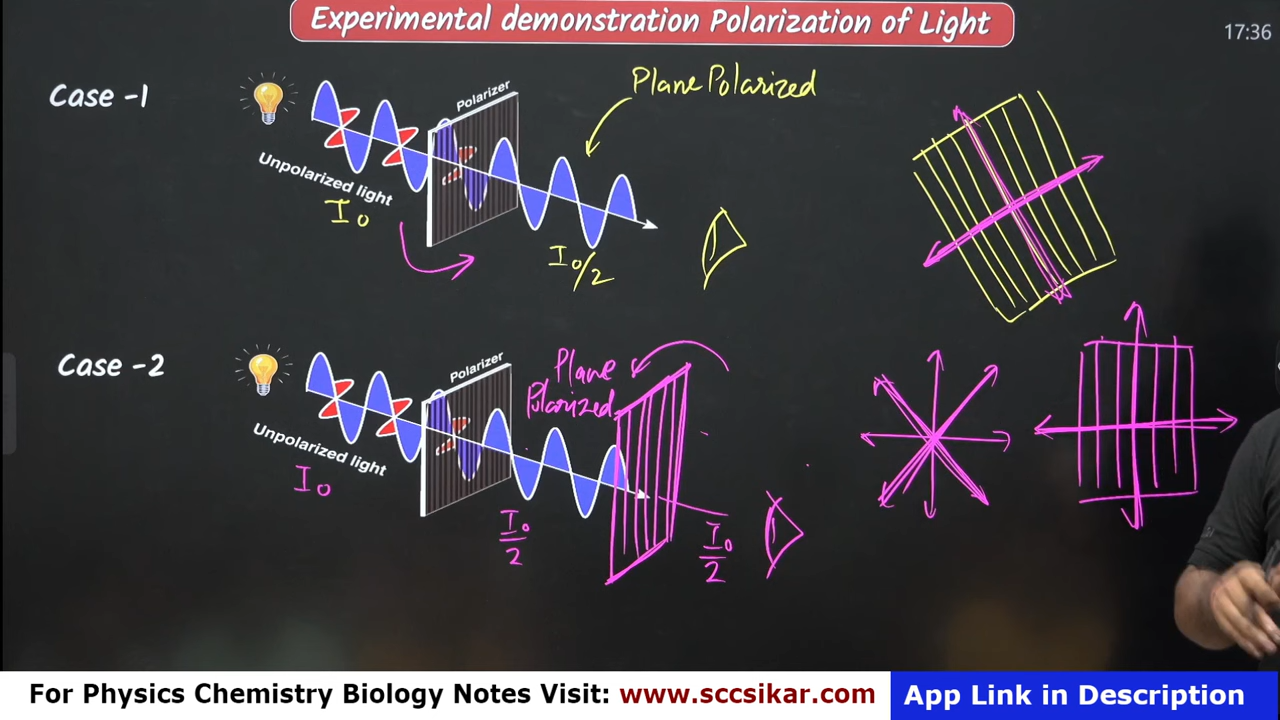 Experimental demonstration Polarization of Light
17:36
Case -1
Polarizer
Plane Polarized
Unpolarized light
I₀
I₀/2
Case -2
Polarizer
Plane
Polarized
Unpolarized light
I₀
I₀/2
I₀/2
For Physics Chemistry Biology Notes Visit: www.sccsikar.com
App Link in Description